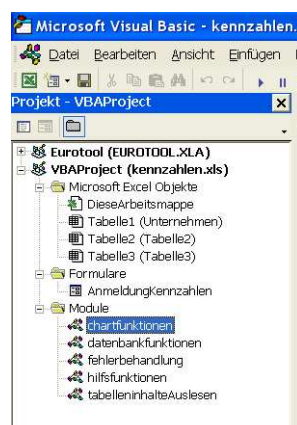 Microsoft Visual Basic - kennzahlen.
Datei Bearbeiten Ansicht Einfügen
Projekt - VBAProject
Eurotool (EUROTOOL.XLA)
VBAProject (kennzahlen.xls)
Microsoft Excel Objekte
DieseArbeitsmappe
Tabelle1 (Unternehmen)
Tabelle2 (Tabelle2)
Tabelle3 (Tabelle3)
Formulare
AnmeldungKennzahlen
Module
chartfunktionen
datenbankfunktionen
fehlerbehandlung
hilfsfunktionen
tabelleninhalteAuslesen